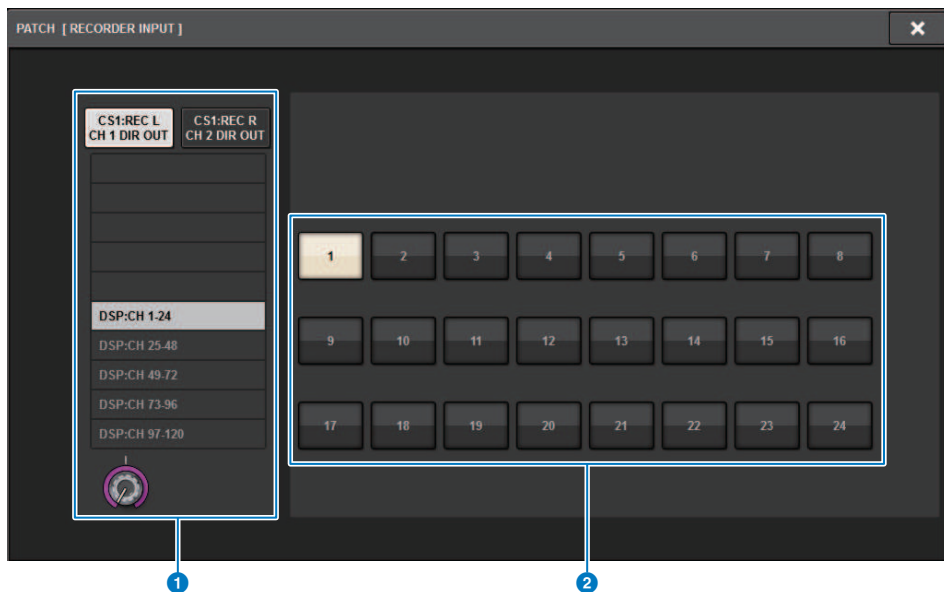 PATCH [ RECORDER INPUT ]
CS1:REC L
CH 1 DIR OUT
CS1:REC R
CH 2 DIR OUT
DSP:CH 1-24
DSP:CH 25-48
DSP:CH 49-72
DSP:CH 73-96
DSP:CH 97-120
1 2 3 4 5 6 7 8
9 10 11 12 13 14 15 16
17 18 19 20 21 22 23 24
1 2